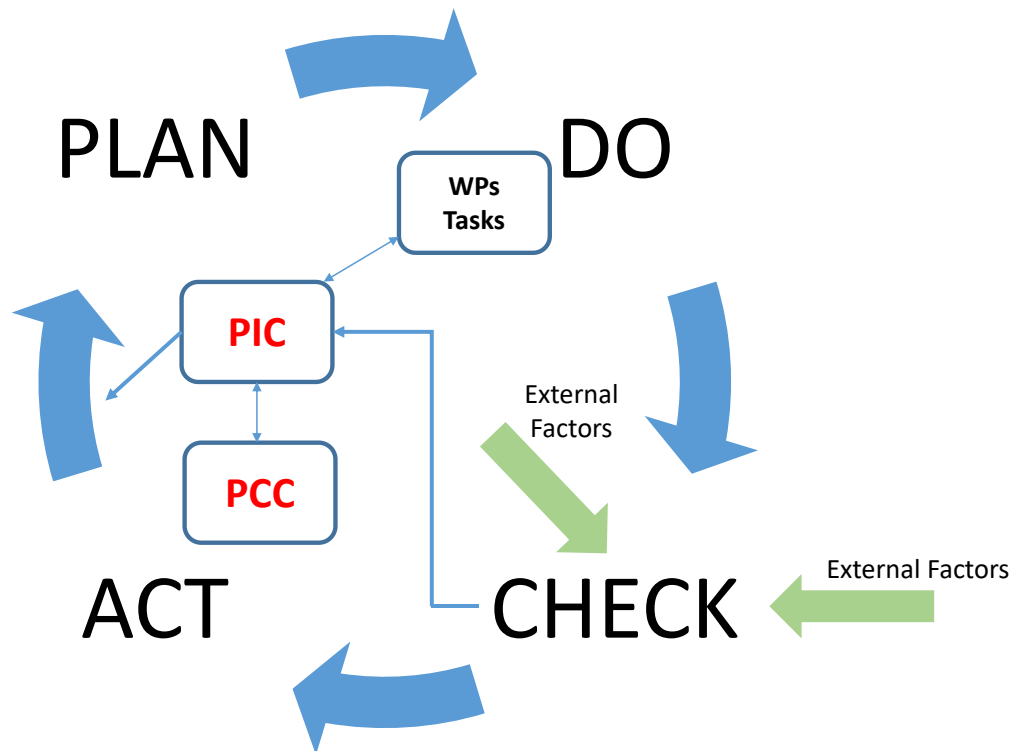 PLAN
DO
WPs
Tasks
PIC
External
Factors
PCC
External Factors
ACT
CHECK